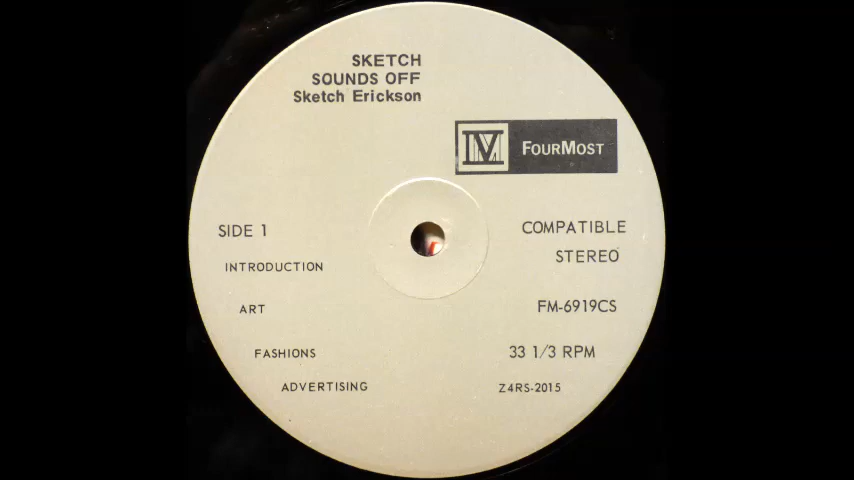 SKETCH
SOUNDS OFF
Sketch Erickson
IV FOURMOST
SIDE 1
COMPATIBLE
STEREO
INTRODUCTION
ART
FM-6919CS
FASHIONS
33 1/3 RPM
ADVERTISING
Z4RS-2015